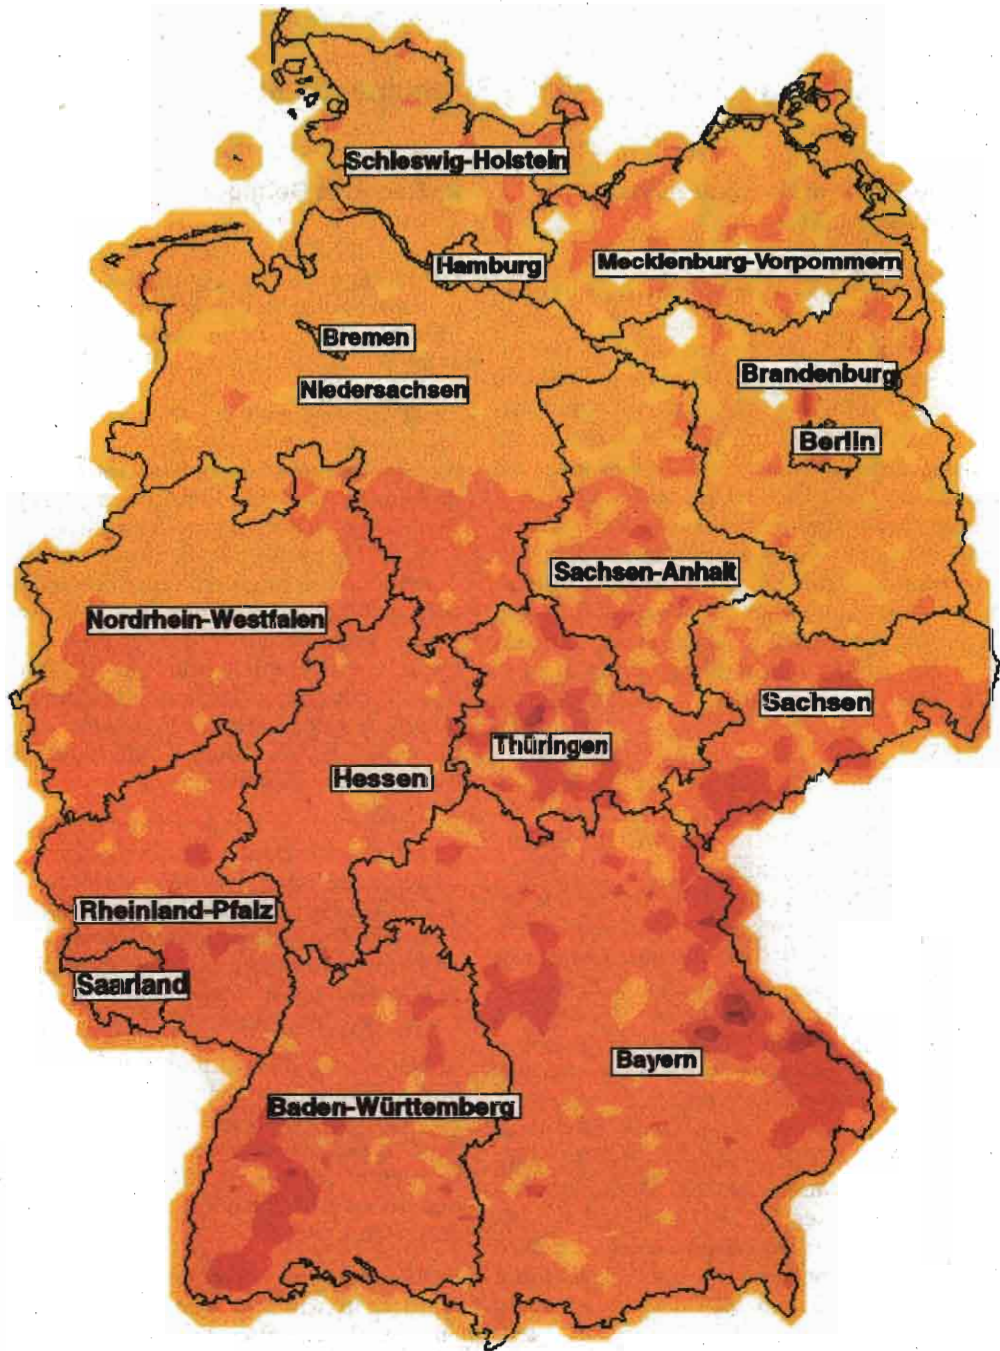 Schleswig-Holstein
Hamburg
Mecklenburg-Vorpommern
Bremen
Niedersachsen
Brandenburg
Berlin
Sachsen-Anhalt
Nordrhein-Westfalen
Sachsen
Thüringen
Hessen
Rheinland-Pfalz
Saarland
Bayern
Baden-Württemberg